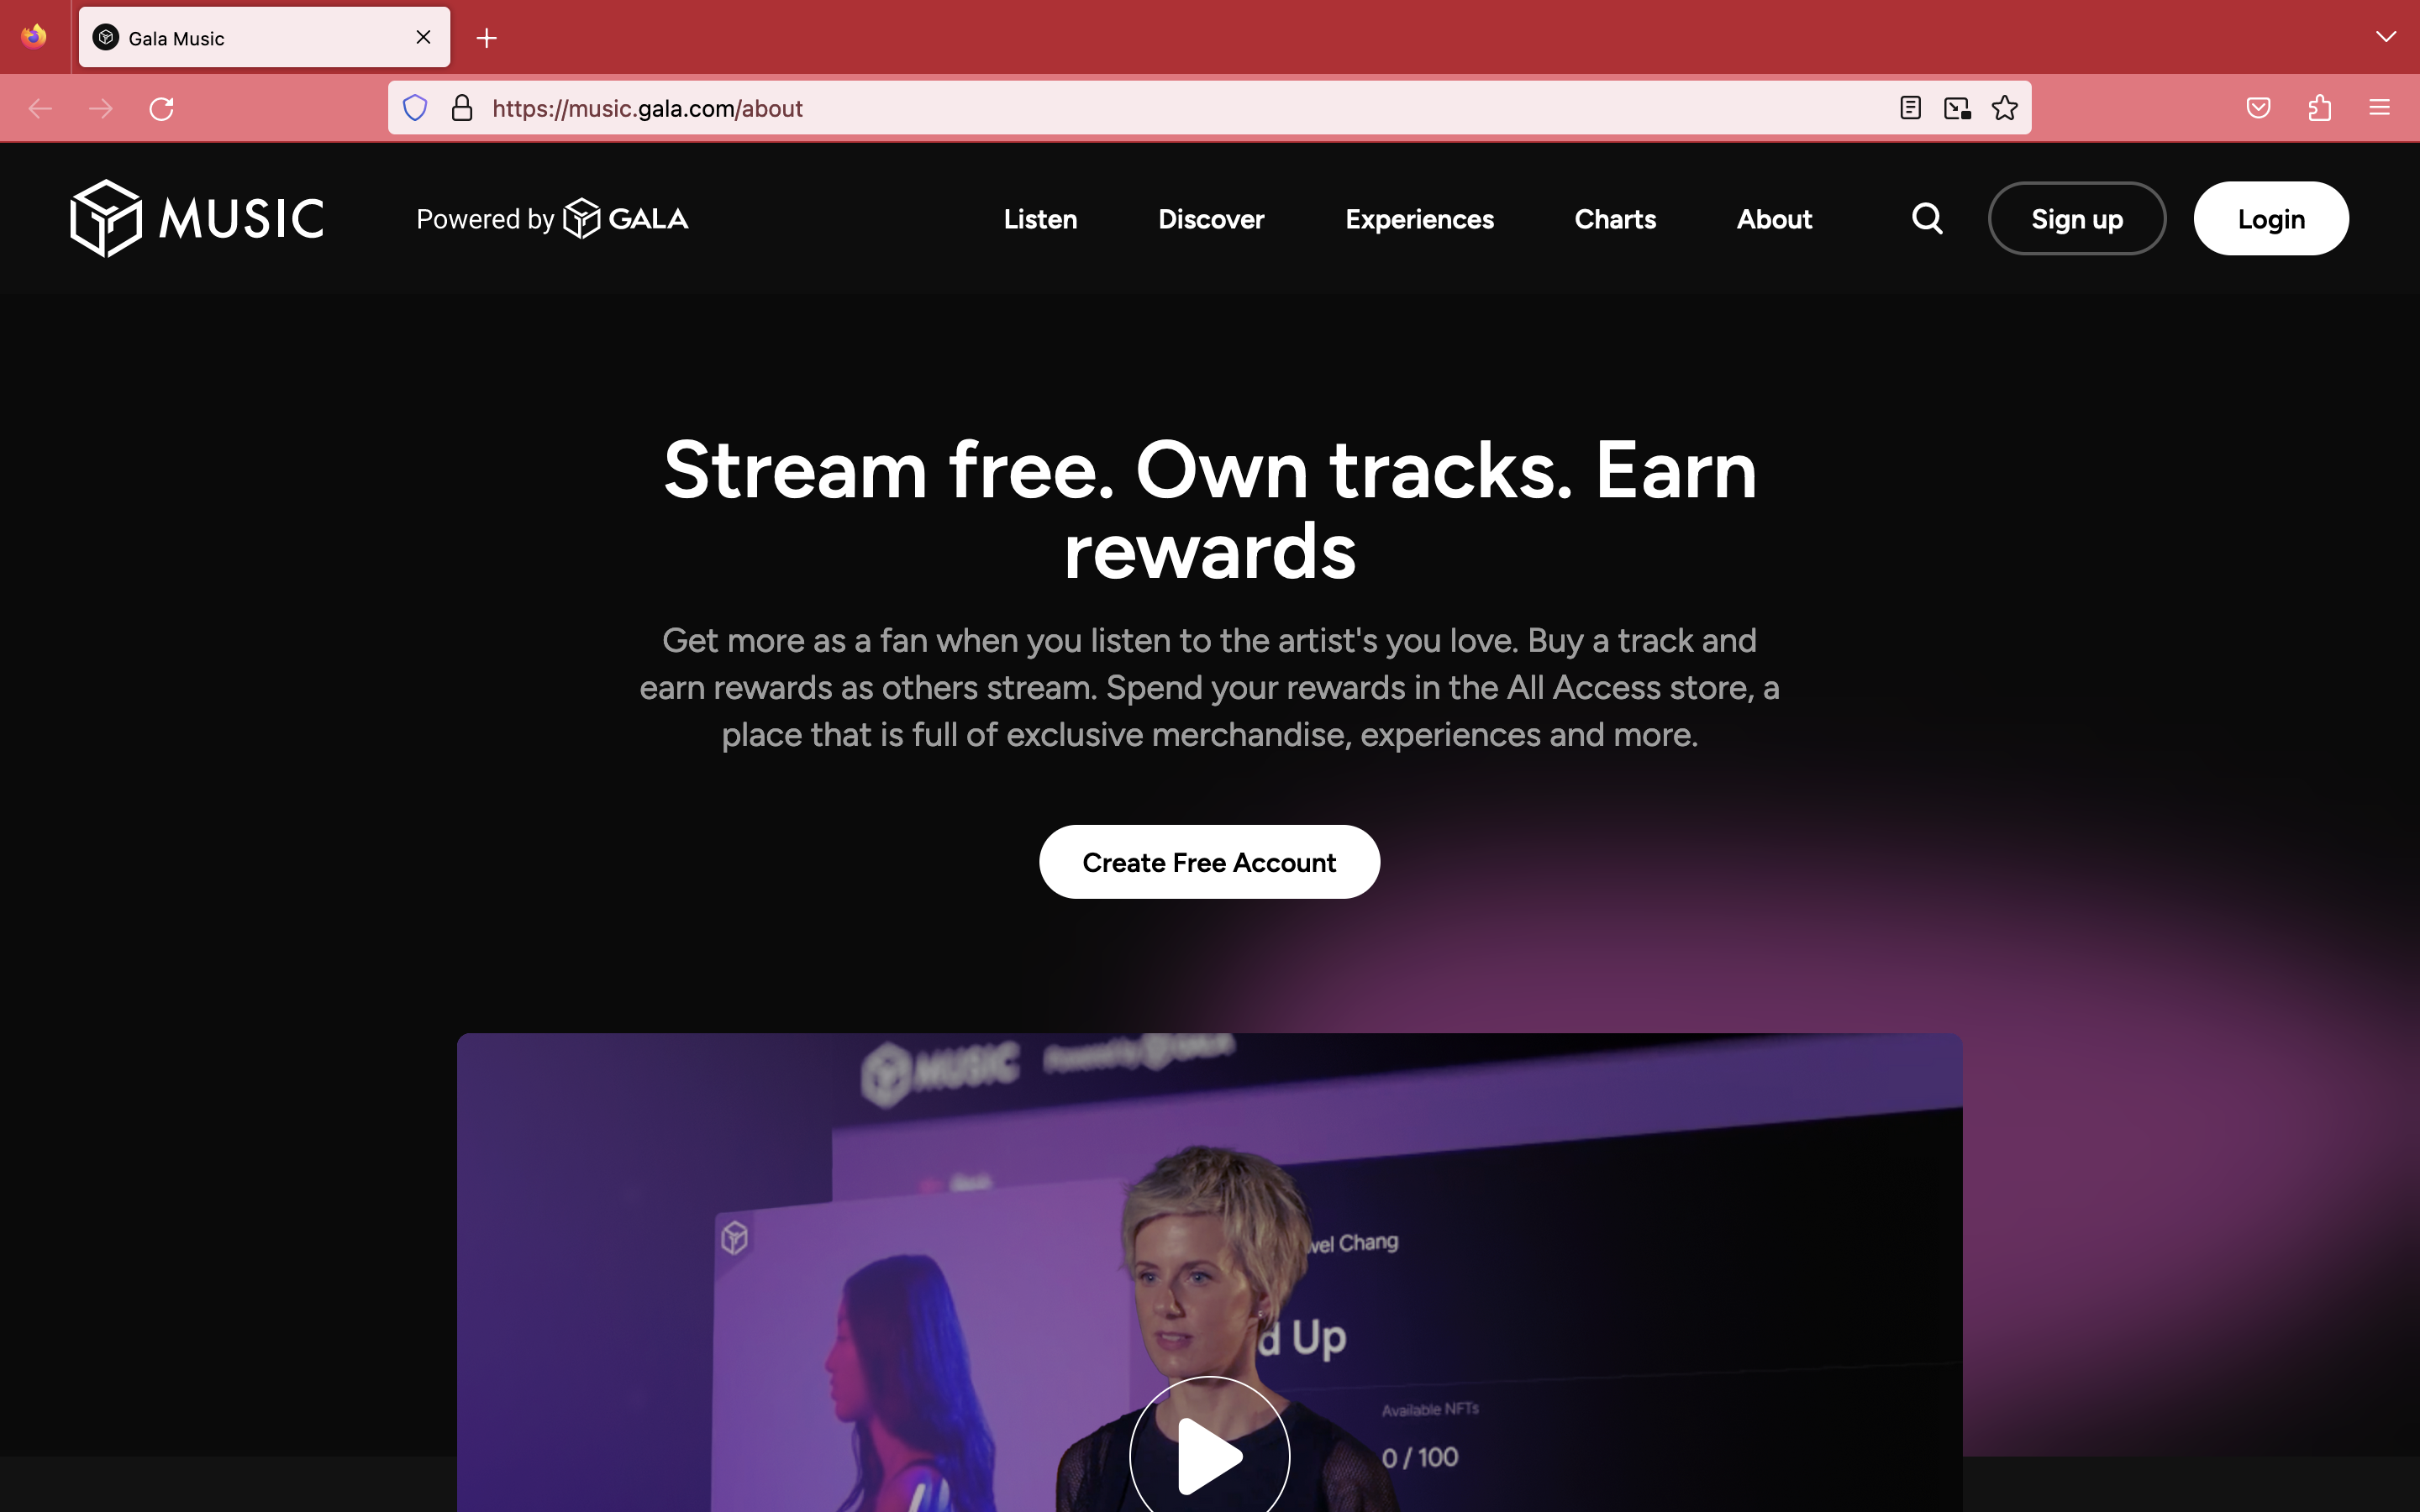 Gala Music
https://music.gala.com/about
MUSIC
Powered by GALA
Listen
Discover
Experiences
Charts
About
Sign up
Login
Stream free. Own tracks. Earn
rewards
Get more as a fan when you listen to the artist's you love. Buy a track and
earn rewards as others stream. Spend your rewards in the All Access store, a
place that is full of exclusive merchandise, experiences and more.
Create Free Account
MUSIC Powered by GALA
vel Chang
d Up
Available NFTs
0 / 100